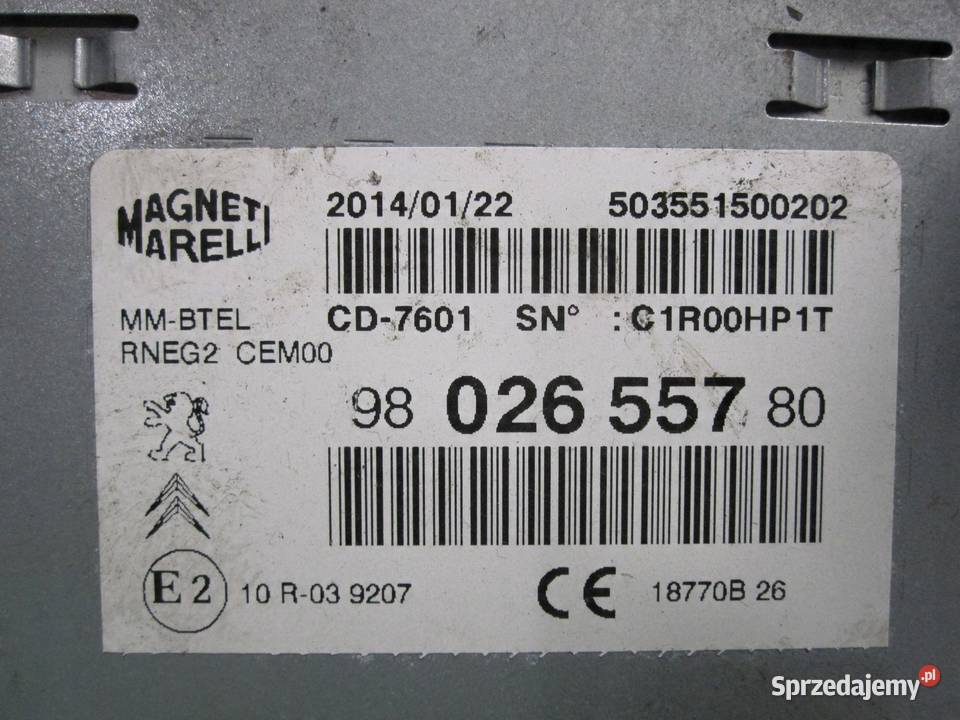 MAGNETI
MARELLI
2014/01/22 503551500202
CD-7601 SN° : C1R00HP1T
MM-BTEL
RNEG2 CEM00
98 026 557 80
E2 10 R-03 9207 CE 18770B 26
Sprzedajemy.pl